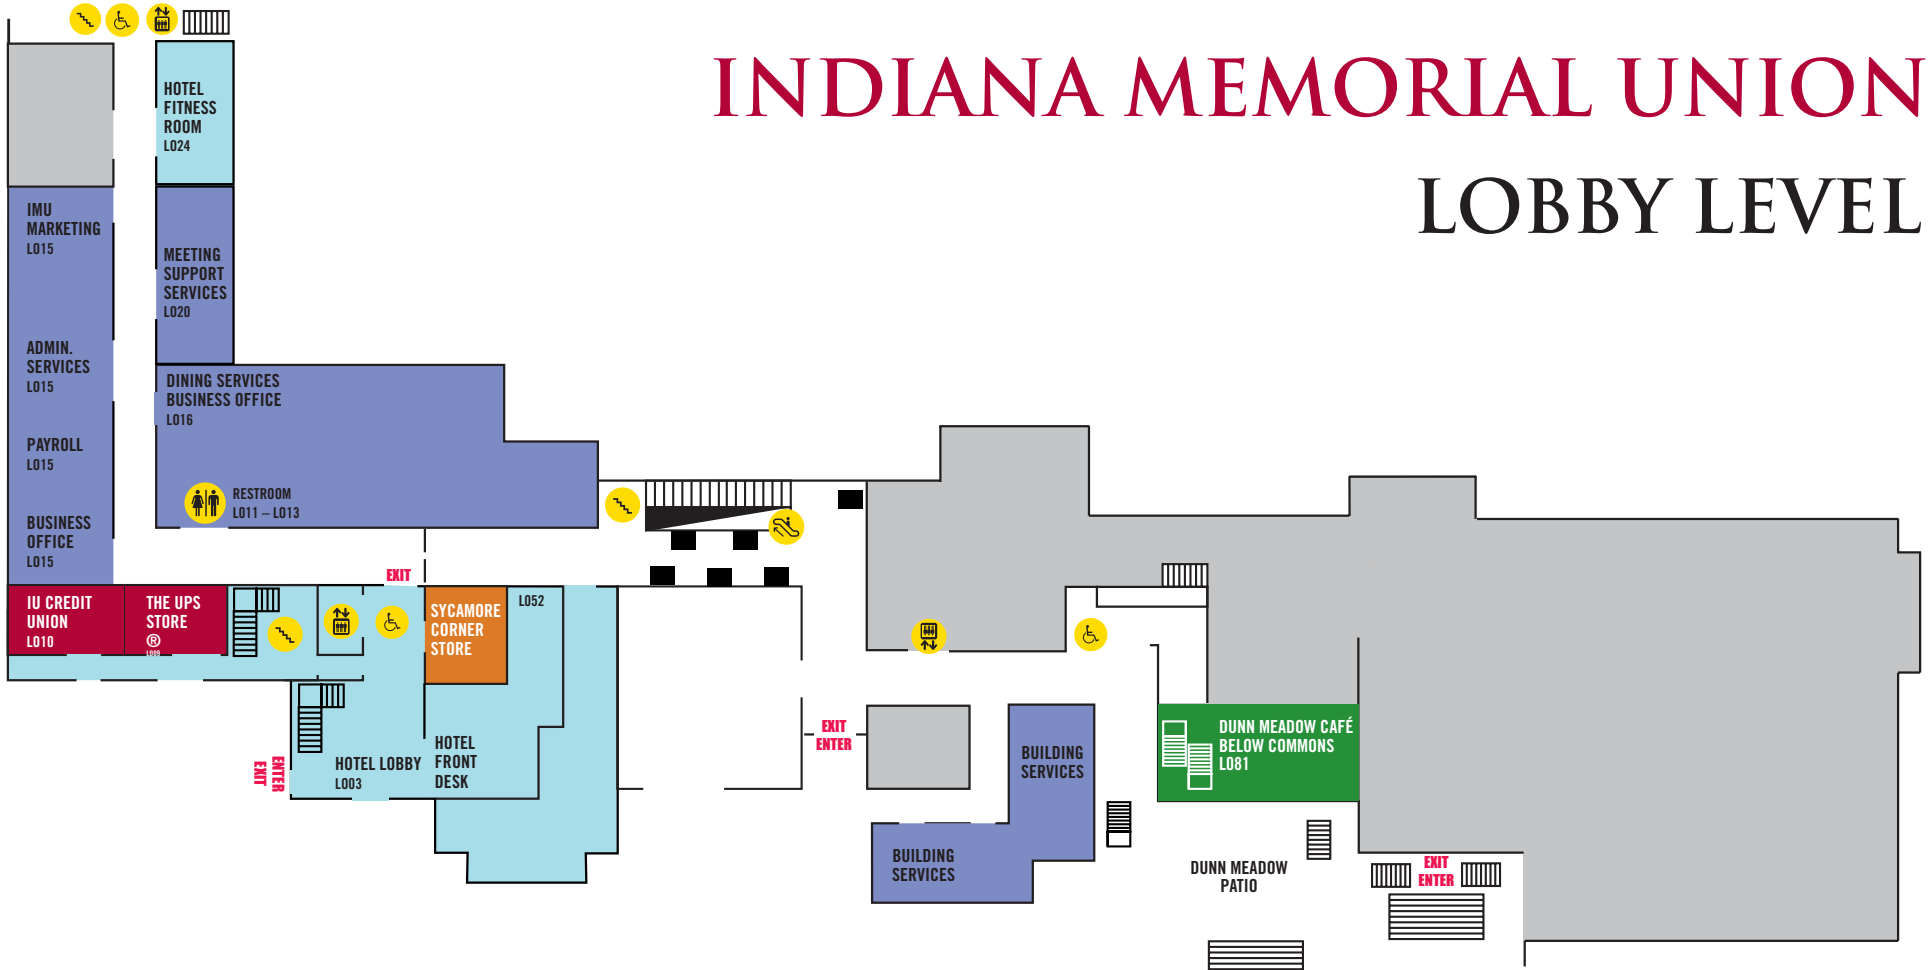 INDIANA MEMORIAL UNION
LOBBY LEVEL
HOTEL
FITNESS
ROOM
L024
IMU
MARKETING
L015
MEETING
SUPPORT
SERVICES
L020
ADMIN.
SERVICES
L015
DINING SERVICES
BUSINESS OFFICE
L016
PAYROLL
L015
RESTROOM
L011 – L013
BUSINESS
OFFICE
L015
EXIT
IU CREDIT
UNION
L010
THE UPS
STORE
®
L009
SYCAMORE
CORNER
STORE
L052
HOTEL LOBBY
L003
HOTEL
FRONT
DESK
ENTER
EXIT
EXIT
ENTER
BUILDING
SERVICES
BUILDING
SERVICES
DUNN MEADOW CAFÉ
BELOW COMMONS
L081
DUNN MEADOW
PATIO
EXIT
ENTER